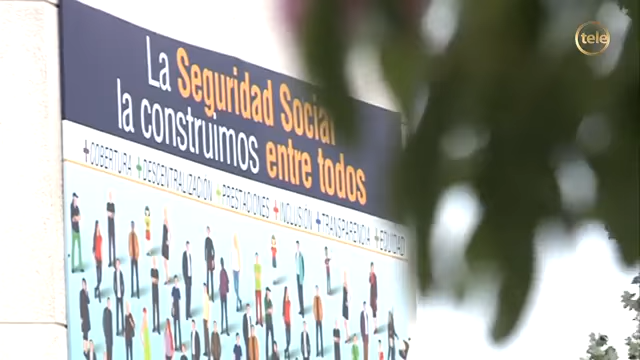 La Seguridad Social
la construimos entre todos
+COBERTURA +DESCENTRALIZACIÓN +PRESTACIONES +INCLUSIÓN +TRANSPARENCIA +EQUIDAD
tele